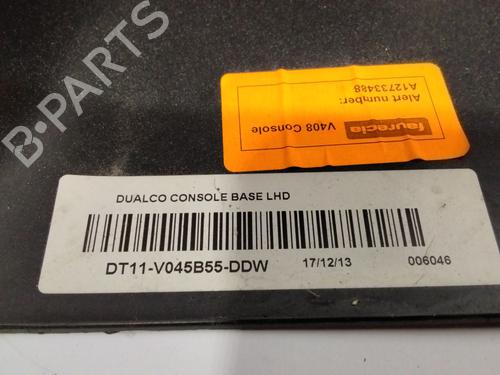 faurecia
V408 Console
Alert number:
A12733488
DUALCO CONSOLE BASE LHD
DT11-V045B55-DDW 17/12/13 006046
B-PARTS